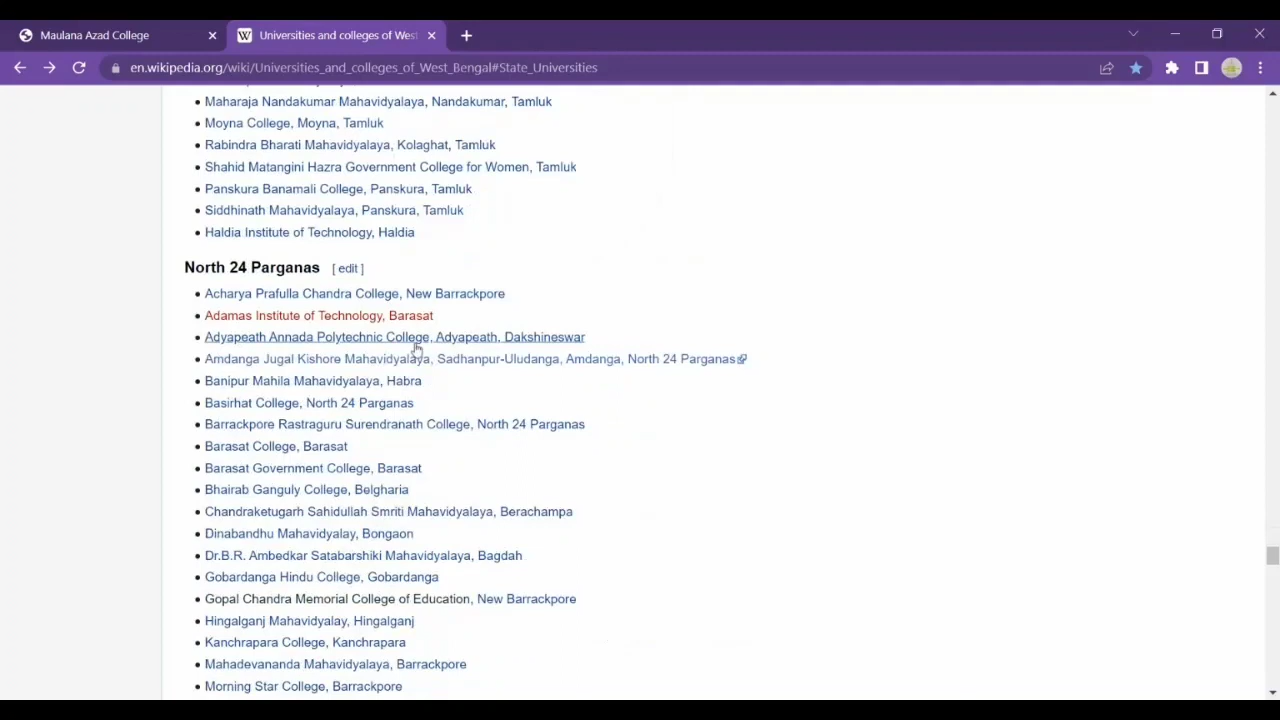 Maulana Azad College
Universities and colleges of West
en.wikipedia.org/wiki/Universities_and_colleges_of_West_Bengal#State_Universities
Maharaja Nandakumar Mahavidyalaya, Nandakumar, Tamluk
Moyna College, Moyna, Tamluk
Rabindra Bharati Mahavidyalaya, Kolaghat, Tamluk
Shahid Matangini Hazra Government College for Women, Tamluk
Panskura Banamali College, Panskura, Tamluk
Siddhinath Mahavidyalaya, Panskura, Tamluk
Haldia Institute of Technology, Haldia
North 24 Parganas [ edit ]
Acharya Prafulla Chandra College, New Barrackpore
Adamas Institute of Technology, Barasat
Adyapeath Annada Polytechnic College, Adyapeath, Dakshineswar
Amdanga Jugal Kishore Mahavidyalaya, Sadhanpur-Uludanga, Amdanga, North 24 Parganas
Banipur Mahila Mahavidyalaya, Habra
Basirhat College, North 24 Parganas
Barrackpore Rastraguru Surendranath College, North 24 Parganas
Barasat College, Barasat
Barasat Government College, Barasat
Bhairab Ganguly College, Belgharia
Chandraketugarh Sahidullah Smriti Mahavidyalaya, Berachampa
Dinabandhu Mahavidyalay, Bongaon
Dr.B.R. Ambedkar Satabarshiki Mahavidyalaya, Bagdah
Gobardanga Hindu College, Gobardanga
Gopal Chandra Memorial College of Education, New Barrackpore
Hingalganj Mahavidyalay, Hingalganj
Kanchrapara College, Kanchrapara
Mahadevananda Mahavidyalaya, Barrackpore
Morning Star College, Barrackpore